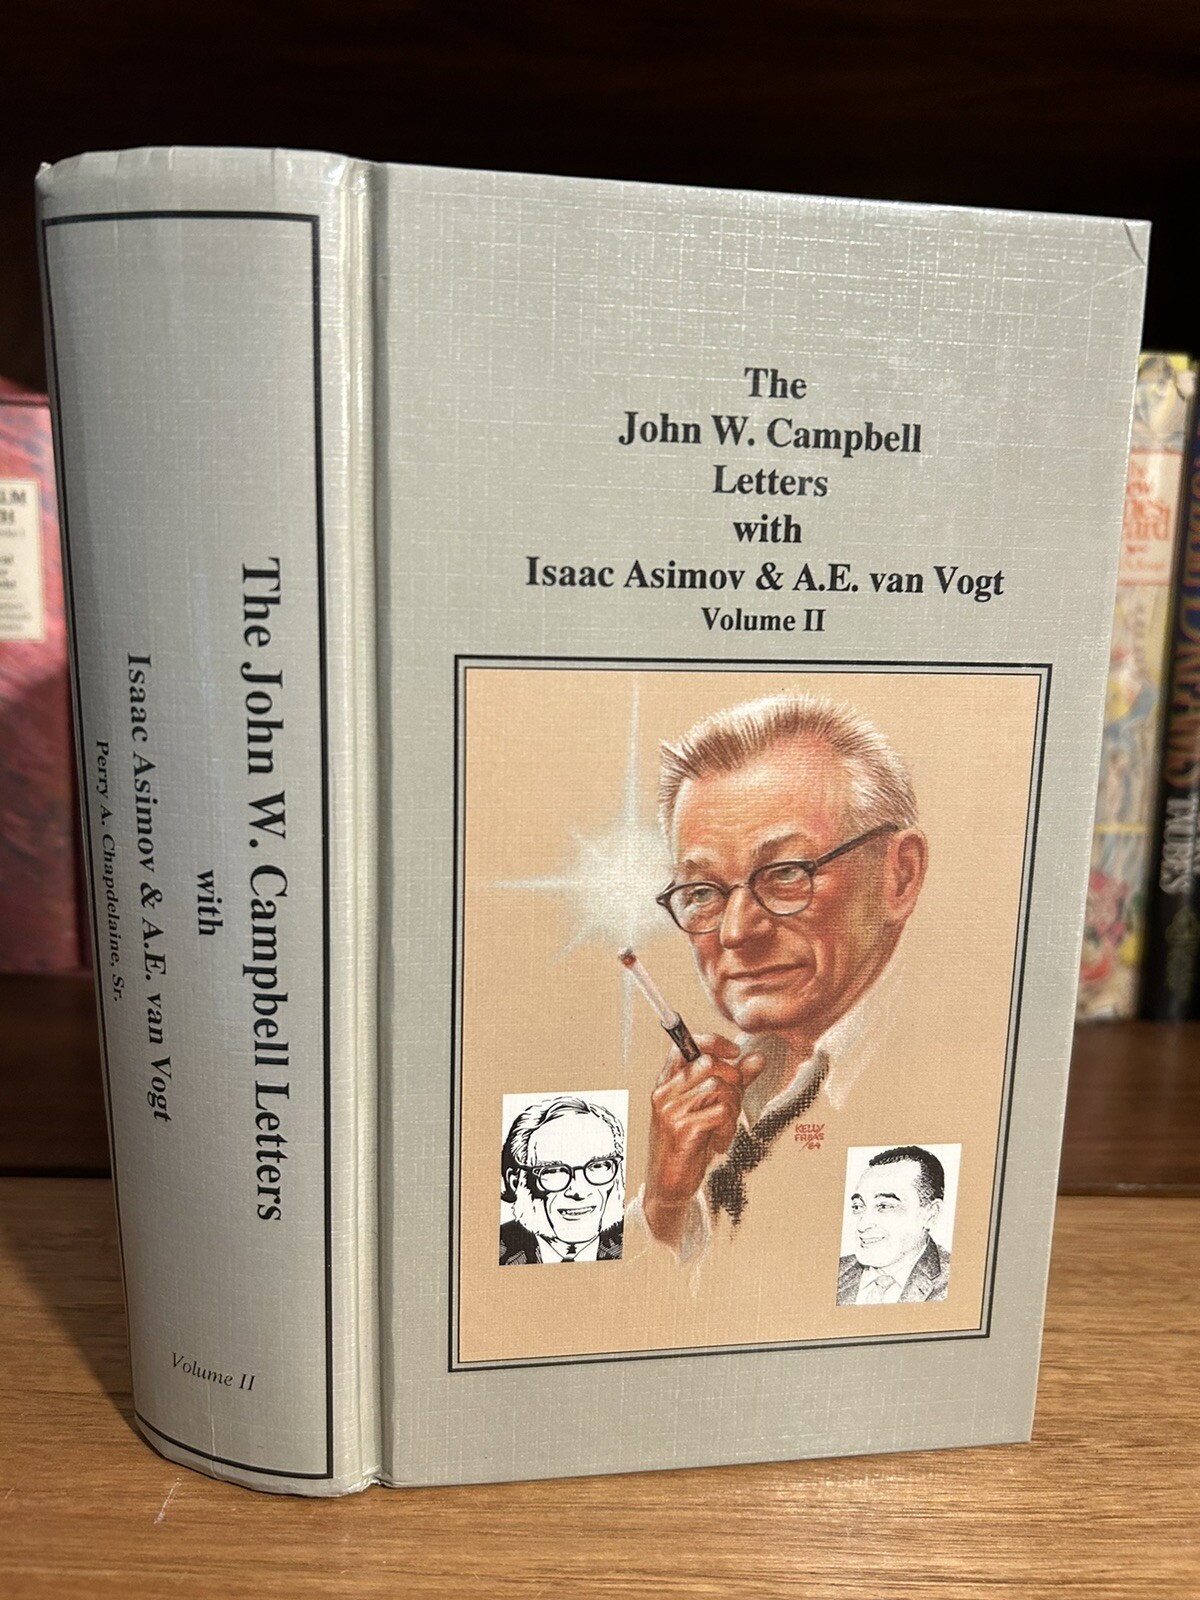 The
John W. Campbell
Letters
with
Isaac Asimov & A.E. van Vogt
Volume II
KELLY
FREAS
/84
The John W. Campbell Letters
with
Isaac Asimov & A.E. van Vogt
Perry A. Chapdelaine, Sr.
Volume II
TALES